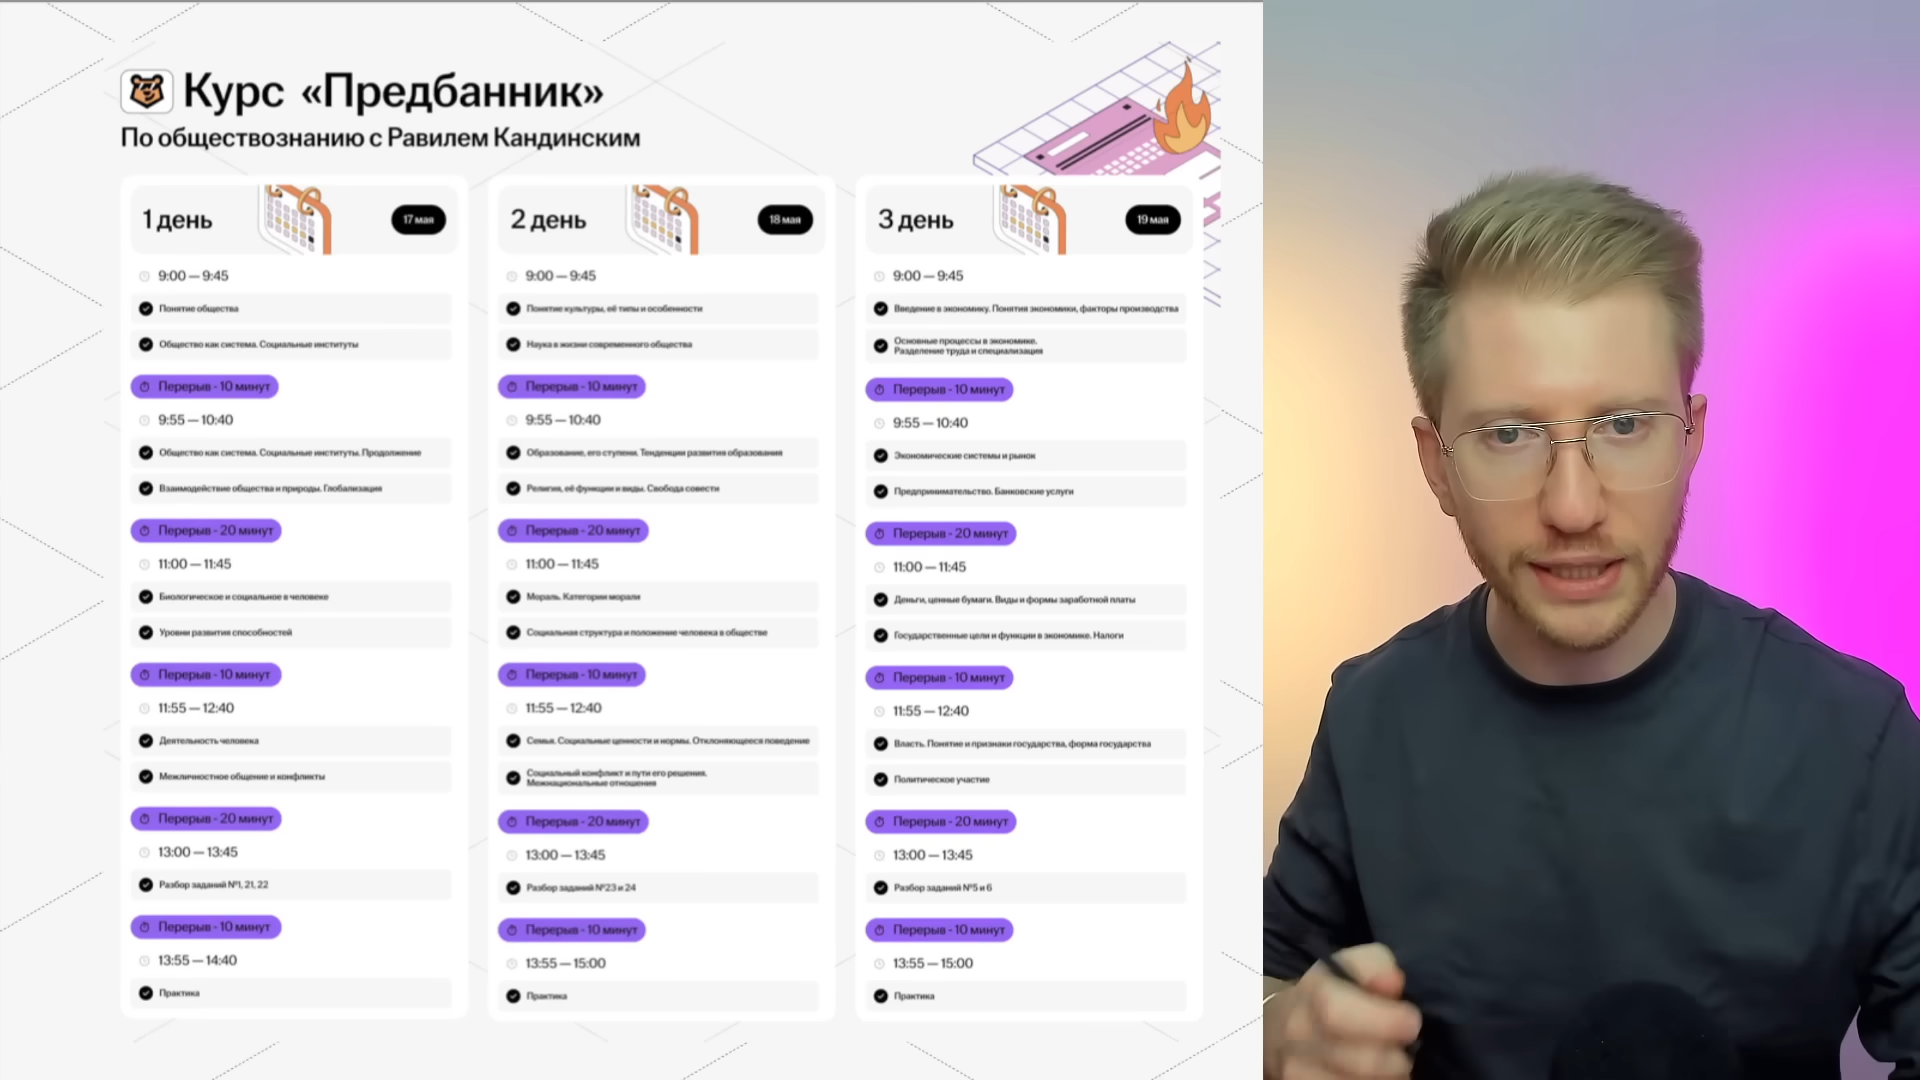 Курс «Предбанник»
По обществознанию с Равилем Кандинским
1 день
17 мая
9:00 — 9:45
Понятие общества
Общество как система. Социальные институты
Перерыв - 10 минут
9:55 — 10:40
Общество как система. Социальные институты. Продолжение
Взаимодействие общества и природы. Глобализация
Перерыв - 20 минут
11:00 — 11:45
Биологическое и социальное в человеке
Уровни развития способностей
Перерыв - 10 минут
11:55 — 12:40
Деятельность человека
Межличностное общение и конфликты
Перерыв - 20 минут
13:00 — 13:45
Разбор заданий №1, 21, 22
Перерыв - 10 минут
13:55 — 14:40
Практика
2 день
18 мая
9:00 — 9:45
Понятие культуры, её типы и особенности
Наука в жизни современного общества
Перерыв - 10 минут
9:55 — 10:40
Образование, его ступени. Тенденции развития образования
Религия, её функции и виды. Свобода совести
Перерыв - 20 минут
11:00 — 11:45
Мораль. Категории морали
Социальная структура и положение человека в обществе
Перерыв - 10 минут
11:55 — 12:40
Семья. Социальные ценности и нормы. Отклоняющееся поведение
Социальный конфликт и пути его решения.
Межнациональные отношения
Перерыв - 20 минут
13:00 — 13:45
Разбор заданий №23 и 24
Перерыв - 10 минут
13:55 — 15:00
Практика
3 день
19 мая
9:00 — 9:45
Введение в экономику. Понятия экономики, факторы производства
Основные процессы в экономике.
Разделение труда и специализация
Перерыв - 10 минут
9:55 — 10:40
Экономические системы и рынок
Предпринимательство. Банковские услуги
Перерыв - 20 минут
11:00 — 11:45
Деньги, ценные бумаги. Виды и формы заработной платы
Государственные цели и функции в экономике. Налоги
Перерыв - 10 минут
11:55 — 12:40
Власть. Понятие и признаки государства, форма государства
Политическое участие
Перерыв - 20 минут
13:00 — 13:45
Разбор заданий №5 и 6
Перерыв - 10 минут
13:55 — 15:00
Практика